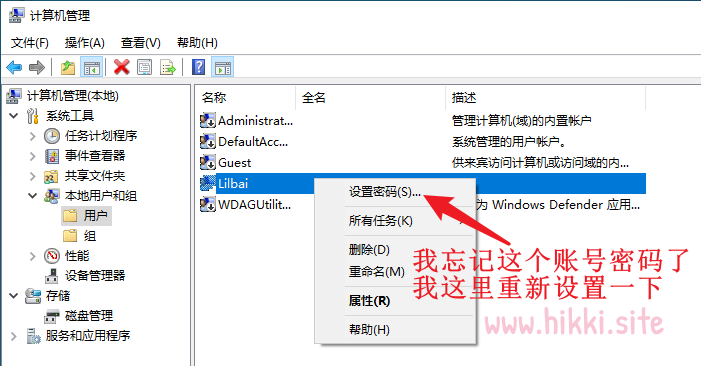 计算机管理
文件(F) 操作(A) 查看(V) 帮助(H)
计算机管理(本地)
系统工具
任务计划程序
事件查看器
共享文件夹
本地用户和组
用户
组
性能
设备管理器
存储
磁盘管理
服务和应用程序
名称 全名 描述
Administrat... 管理计算机(域)的内置帐户
DefaultAcc... 系统管理的用户帐户。
Guest 供来宾访问计算机或访问域的内...
Lilbai
WDAGUtilit... 为 Windows Defender 应用...
设置密码(S)...
所有任务(K)
删除(D)
重命名(M)
属性(R)
帮助(H)
我忘记这个账号密码了
我这里重新设置一下
www.hikki.site